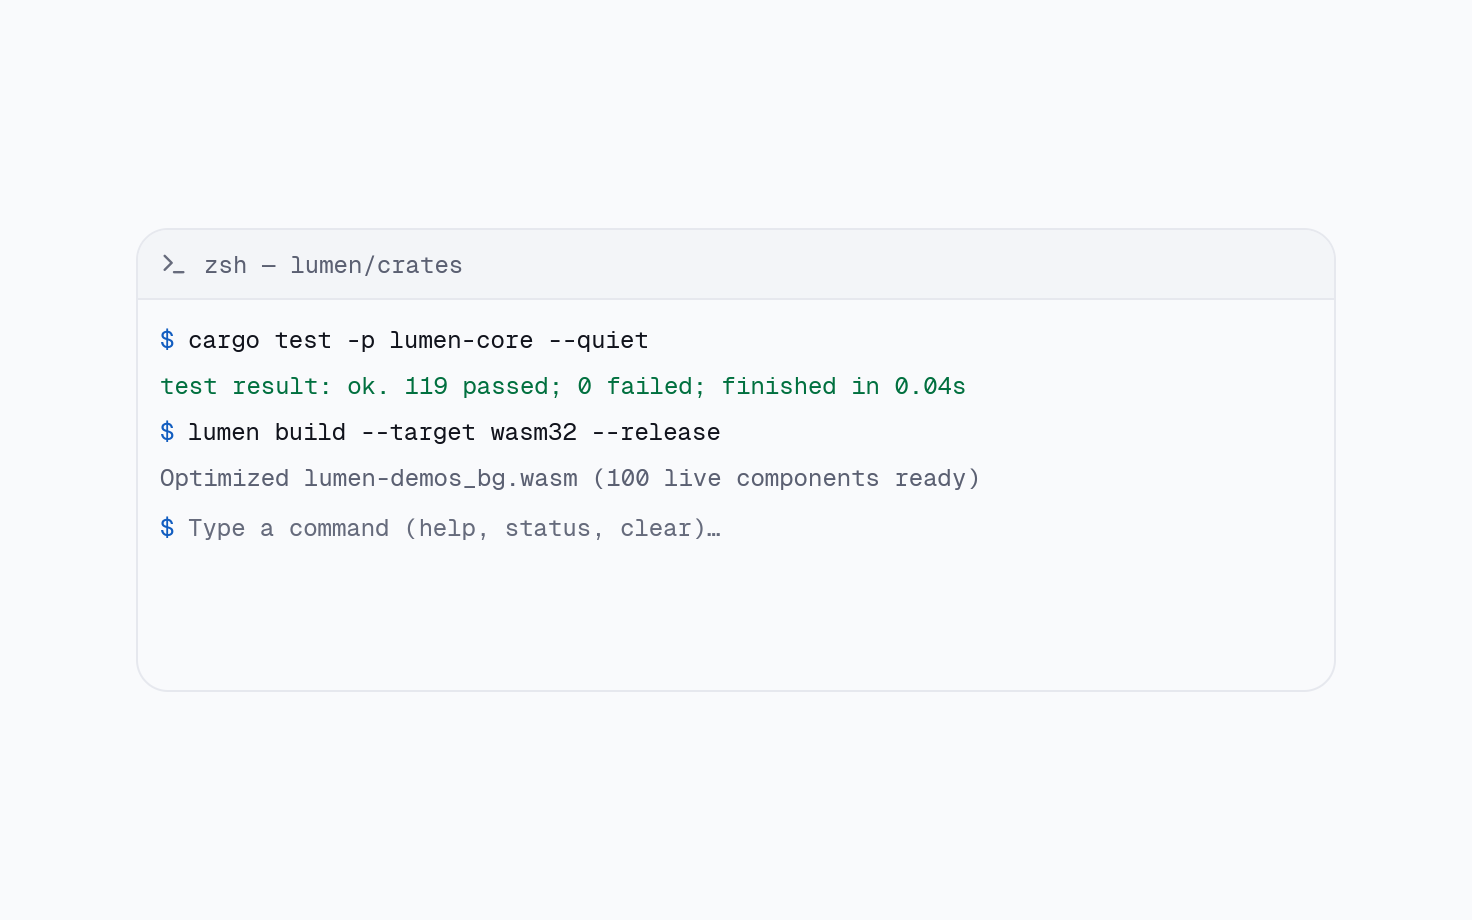 zsh — lumen/crates
$ cargo test -p lumen-core --quiet
test result: ok. 119 passed; 0 failed; finished in 0.04s
$ lumen build --target wasm32 --release
Optimized lumen-demos_bg.wasm (100 live components ready)
$ Type a command (help, status, clear)…